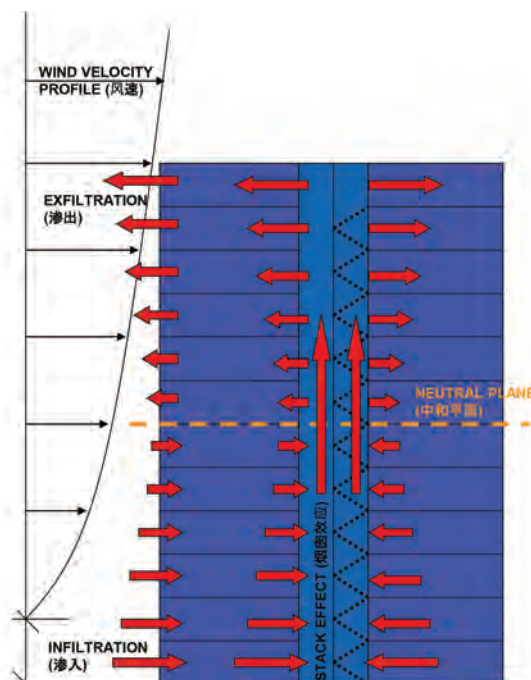 WIND VELOCITY
PROFILE (风速)
EXFILTRATION
(渗出)
NEUTRAL PLANE
(中和平面)
STACK EFFECT (烟囱效应)
INFILTRATION
(渗入)